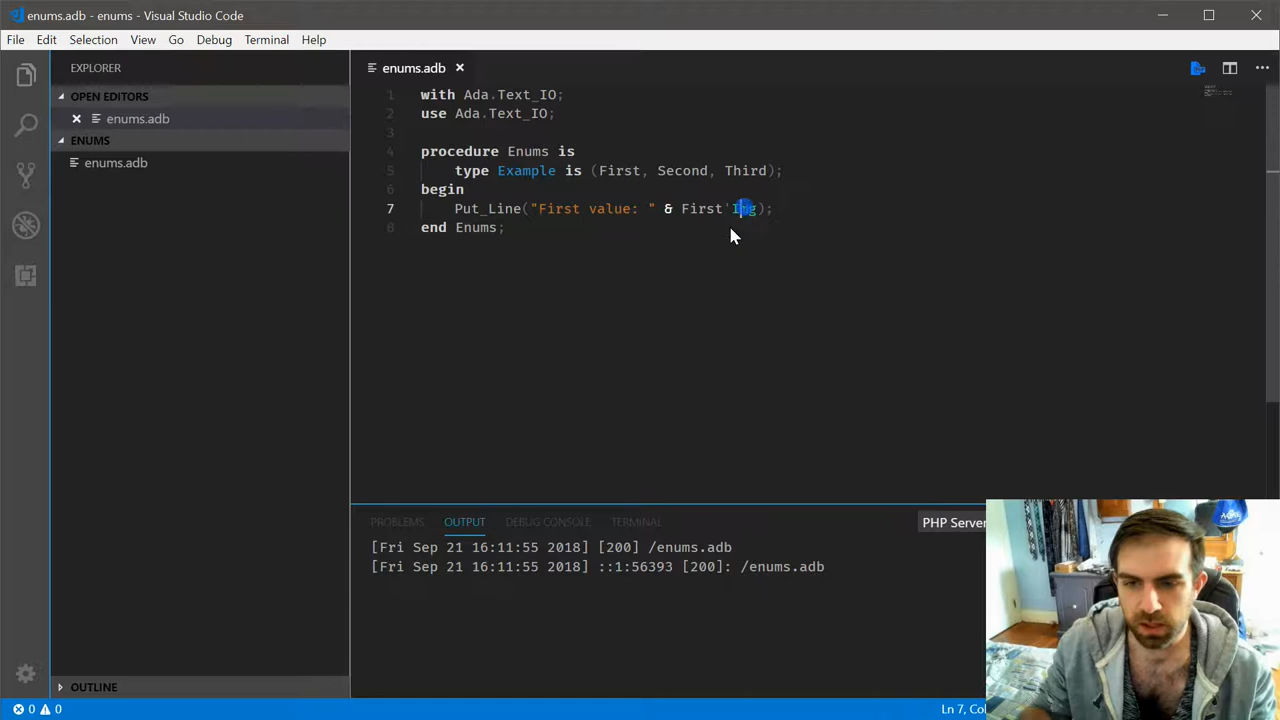 enums.adb - enums - Visual Studio Code
File Edit Selection View Go Debug Terminal Help
EXPLORER
OPEN EDITORS
enums.adb
ENUMS
enums.adb
OUTLINE
enums.adb
1 with Ada.Text_IO;
2 use Ada.Text_IO;
3
4 procedure Enums is
5 type Example is (First, Second, Third);
6 begin
7 Put_Line("First value: " & First'Img);
8 end Enums;
PROBLEMS OUTPUT DEBUG CONSOLE TERMINAL PHP Server
[Fri Sep 21 16:11:55 2018] [200] /enums.adb
[Fri Sep 21 16:11:55 2018] ::1:56393 [200]: /enums.adb
0 0 Ln 7, Col